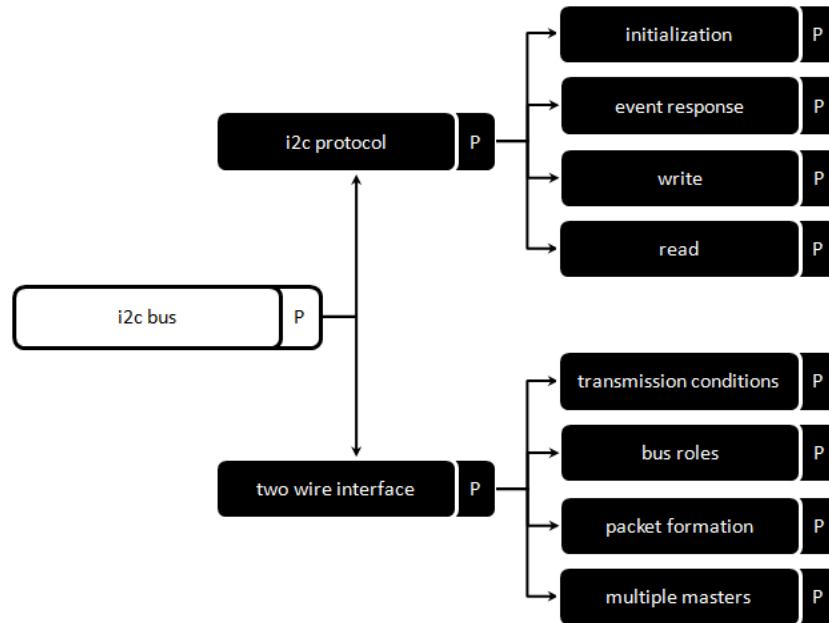 initialization P
event response P
i2c protocol P
write P
read P
i2c bus P
transmission conditions P
bus roles P
two wire interface P
packet formation P
multiple masters P